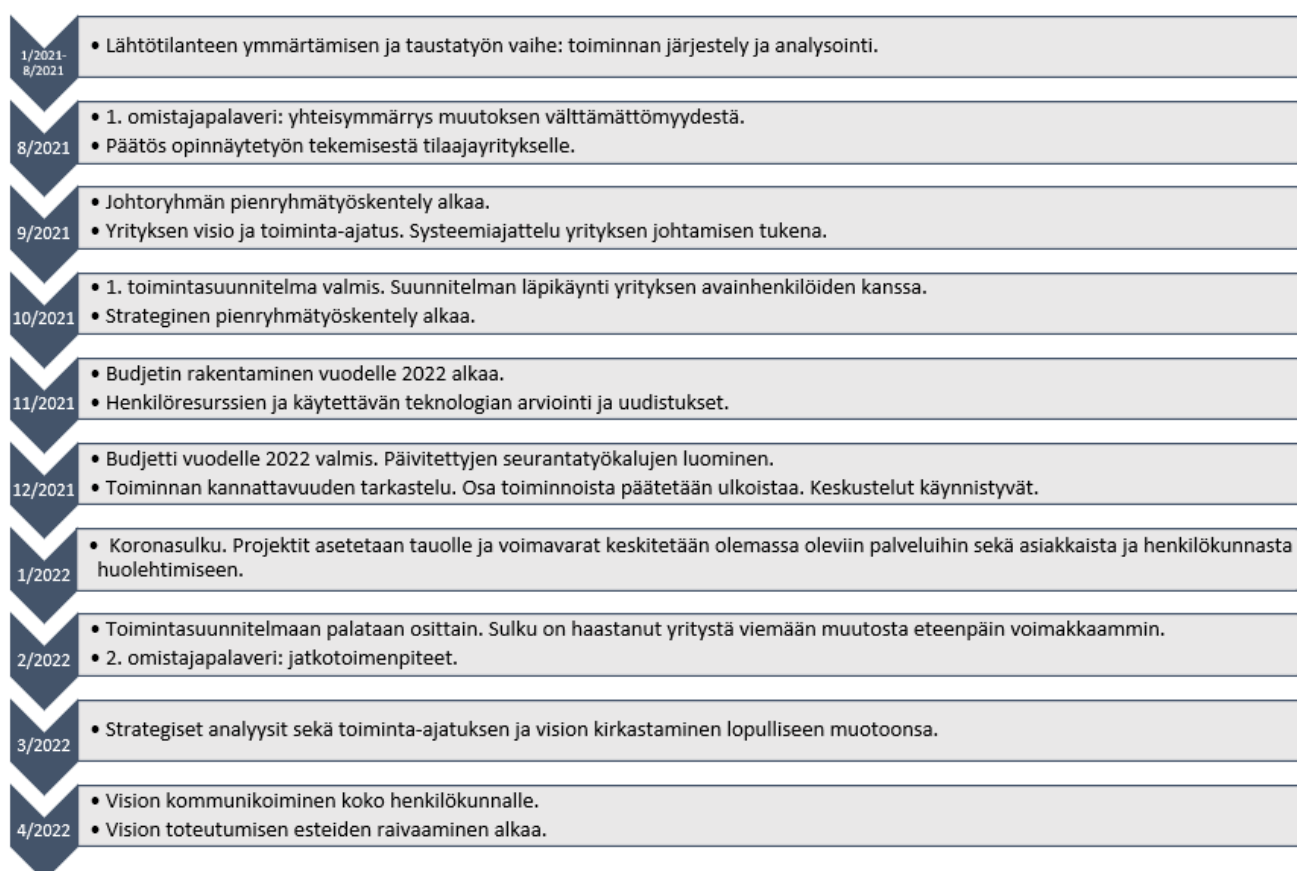 1/2021-
8/2021
• Lähtötilanteen ymmärtämisen ja taustatyön vaihe: toiminnan järjestely ja analysointi.
8/2021
• 1. omistajapalaveri: yhteisymmärrys muutoksen välttämättömyydestä.
• Päätös opinnäytetyön tekemisestä tilaajayritykselle.
9/2021
• Johtoryhmän pienryhmätyöskentely alkaa.
• Yrityksen visio ja toiminta-ajatus. Systeemiajattelu yrityksen johtamisen tukena.
10/2021
• 1. toimintasuunnitelma valmis. Suunnitelman läpikäynti yrityksen avainhenkilöiden kanssa.
• Strateginen pienryhmätyöskentely alkaa.
11/2021
• Budjetin rakentaminen vuodelle 2022 alkaa.
• Henkilöresurssien ja käytettävän teknologian arviointi ja uudistukset.
12/2021
• Budjetti vuodelle 2022 valmis. Päivitettyjen seurantatyökalujen luominen.
• Toiminnan kannattavuuden tarkastelu. Osa toiminnoista päätetään ulkoistaa. Keskustelut käynnistyvät.
1/2022
• Koronasulku. Projektit asetetaan tauolle ja voimavarat keskitetään olemassa oleviin palveluihin sekä asiakkaista ja henkilökunnasta
huolehtimiseen.
2/2022
• Toimintasuunnitelmaan palataan osittain. Sulku on haastanut yritystä viemään muutosta eteenpäin voimakkaammin.
• 2. omistajapalaveri: jatkotoimenpiteet.
3/2022
• Strategiset analyysit sekä toiminta-ajatuksen ja vision kirkastaminen lopulliseen muotoonsa.
4/2022
• Vision kommunikoiminen koko henkilökunnalle.
• Vision toteutumisen esteiden raivaaminen alkaa.